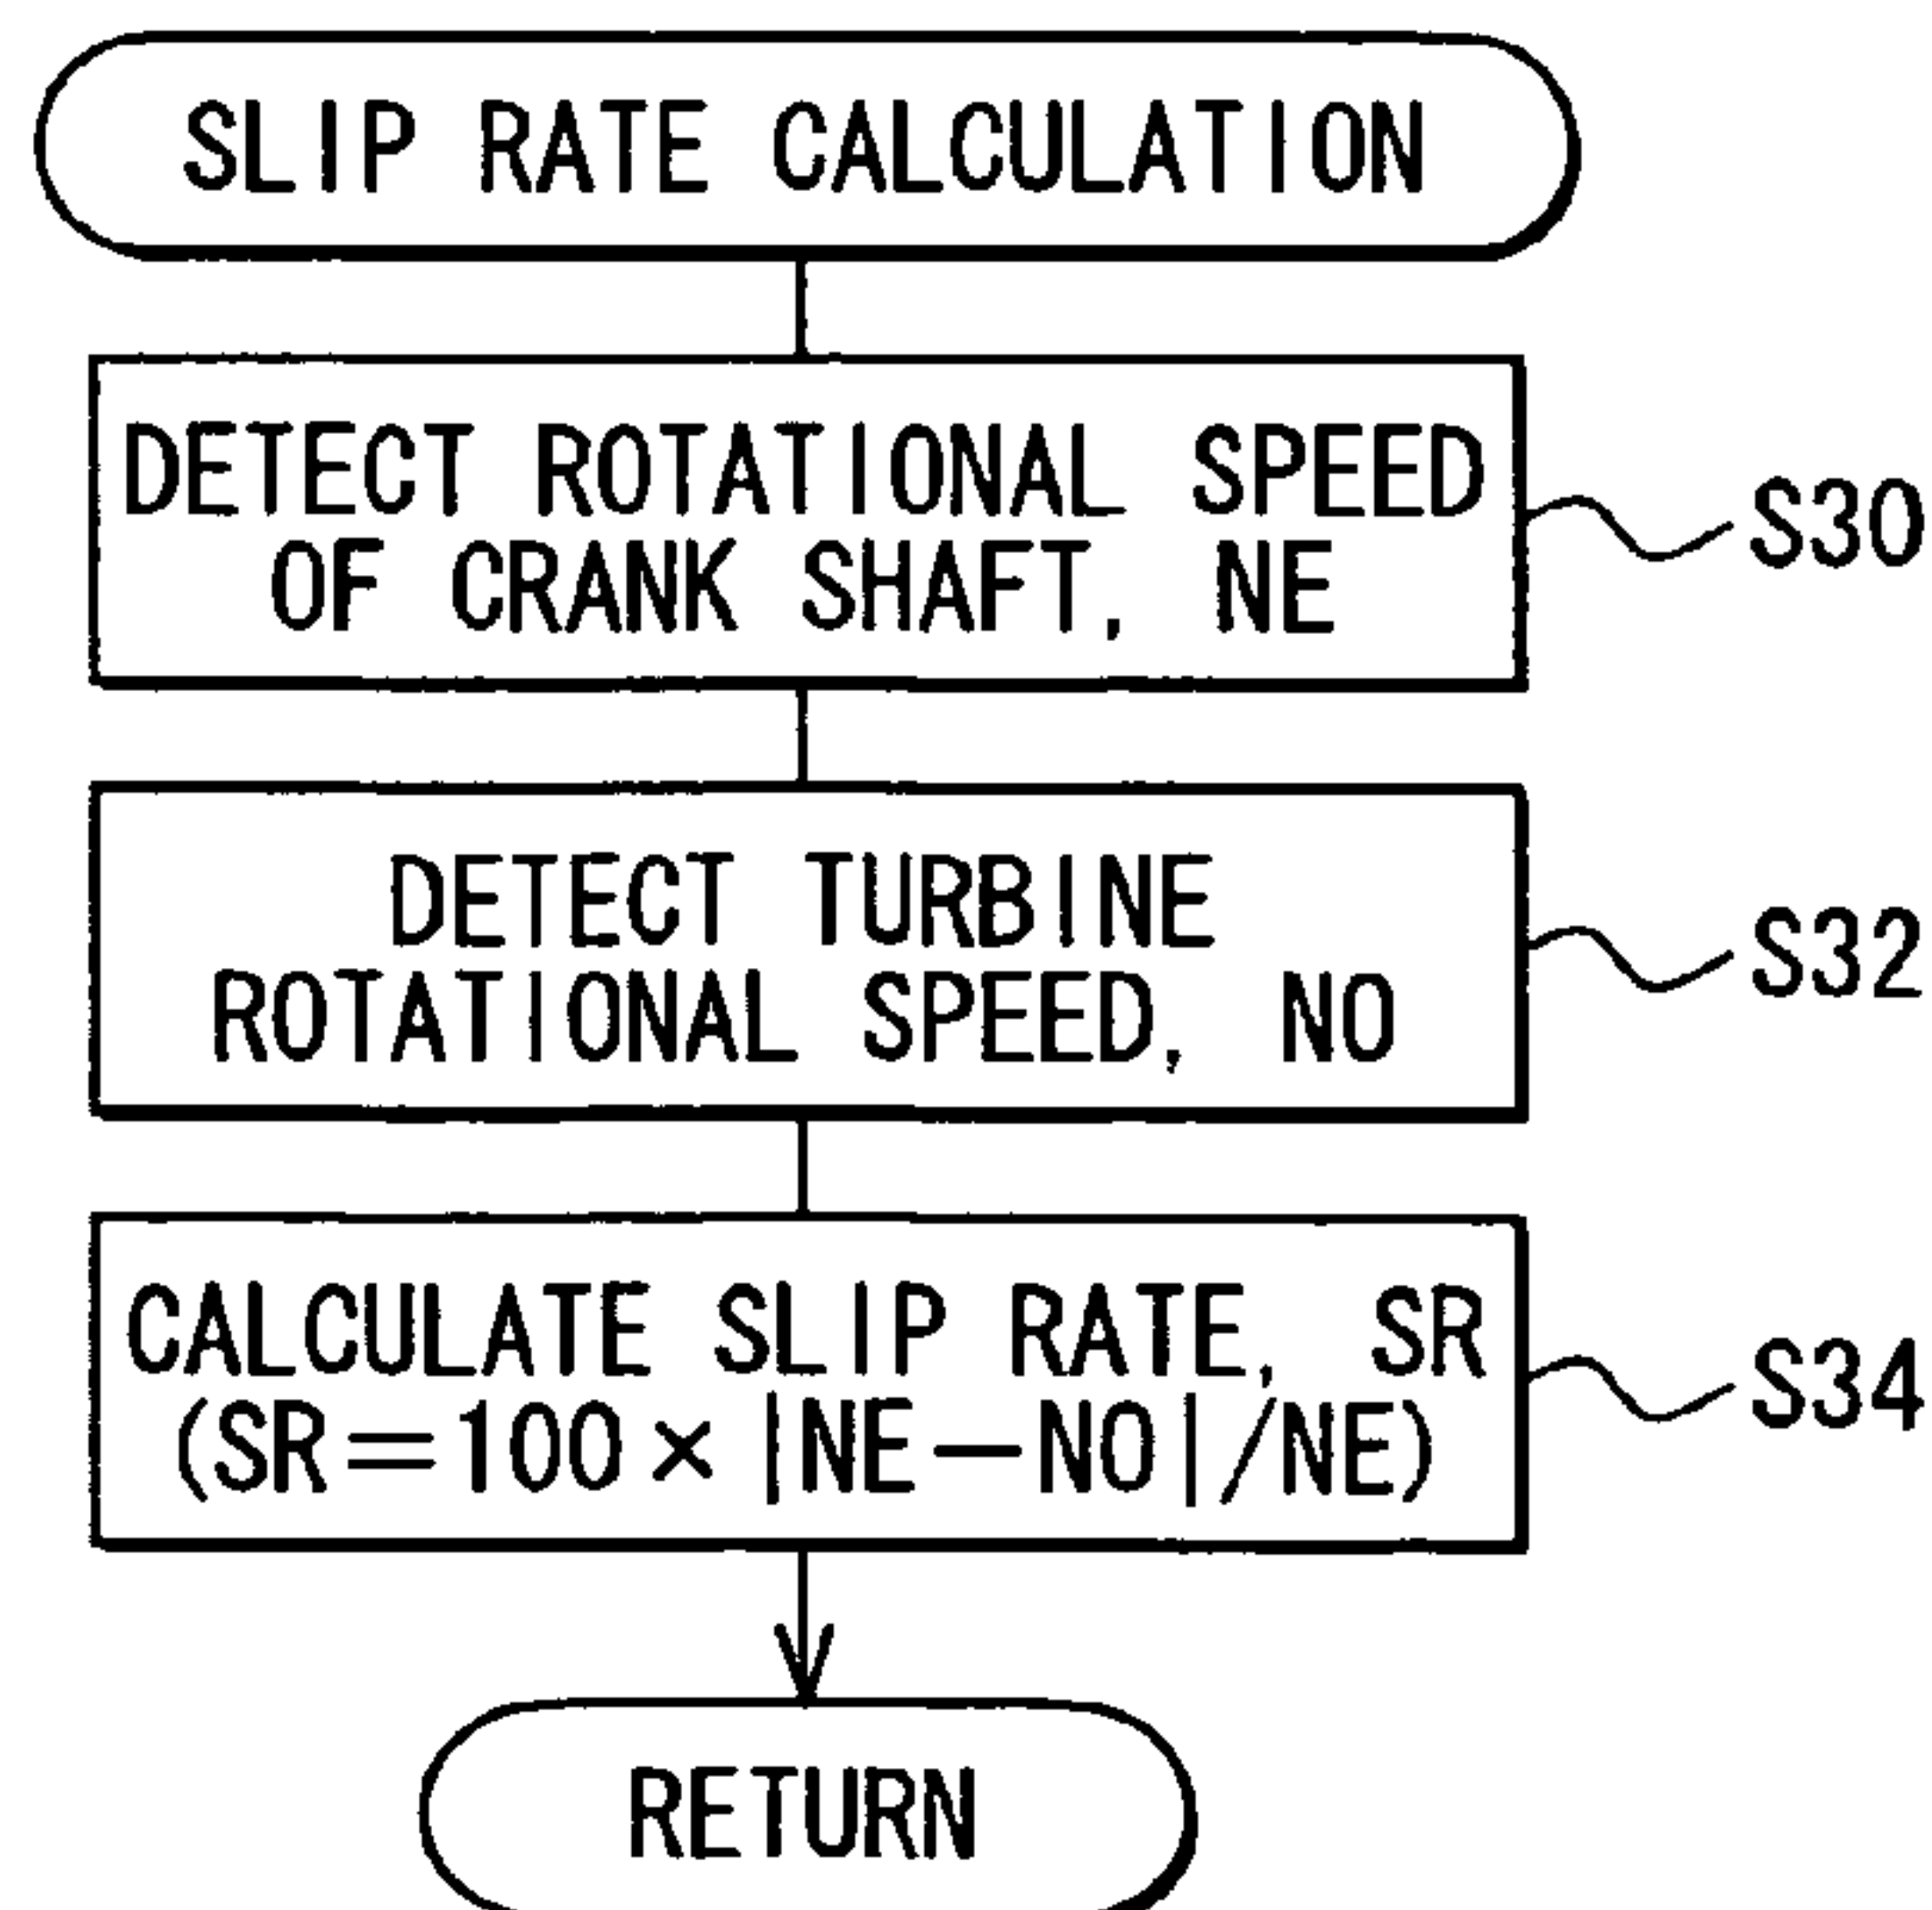 SLIP RATE CALCULATION
DETECT ROTATIONAL SPEED
OF CRANK SHAFT, NE
S30
DETECT TURBINE
ROTATIONAL SPEED, NO
S32
CALCULATE SLIP RATE, SR
(SR=100×|NE-NO|/NE)
S34
RETURN